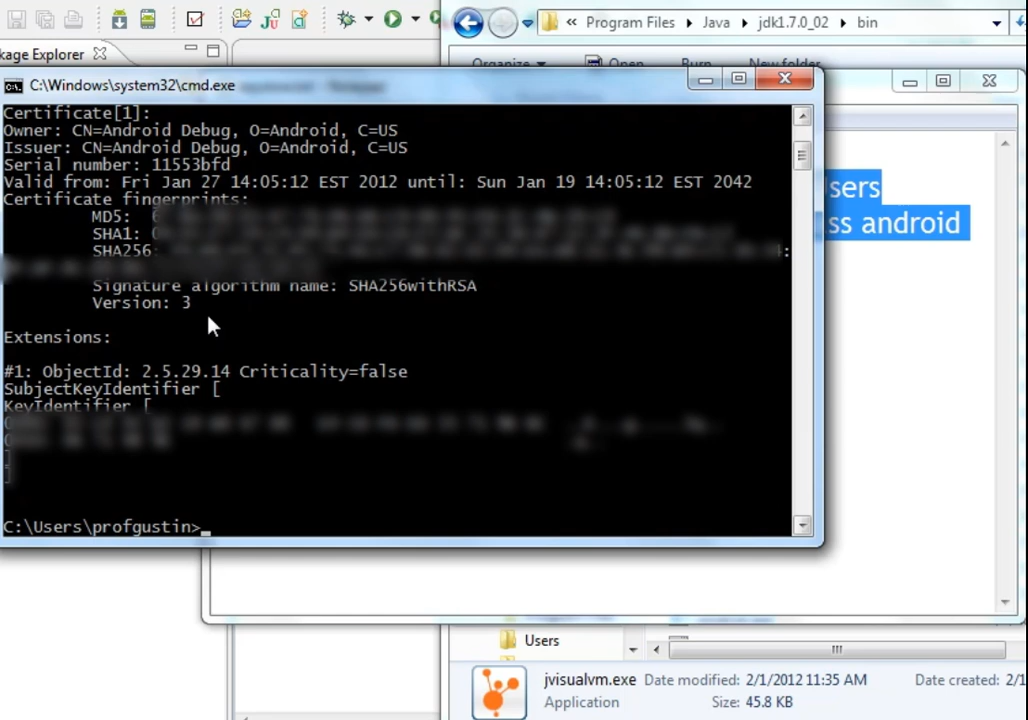 « Program Files ▸ Java ▸ jdk1.7.0_02 ▸ bin
kage Explorer
Organize
Open
Burn
New folder
C:\Windows\system32\cmd.exe
Certificate[1]:
Owner: CN=Android Debug, O=Android, C=US
Issuer: CN=Android Debug, O=Android, C=US
Serial number: 11553bfd
Valid from: Fri Jan 27 14:05:12 EST 2012 until: Sun Jan 19 14:05:12 EST 2042
Certificate fingerprints:
MD5:
SHA1:
SHA256:
Signature algorithm name: SHA256withRSA
Version: 3
Extensions:
#1: ObjectId: 2.5.29.14 Criticality=false
SubjectKeyIdentifier [
KeyIdentifier [
]
]
C:\Users\profgustin>_
sers
ss android
Users
jvisualvm.exe Date modified: 2/1/2012 11:35 AM Date created: 2/1
Application Size: 45.8 KB